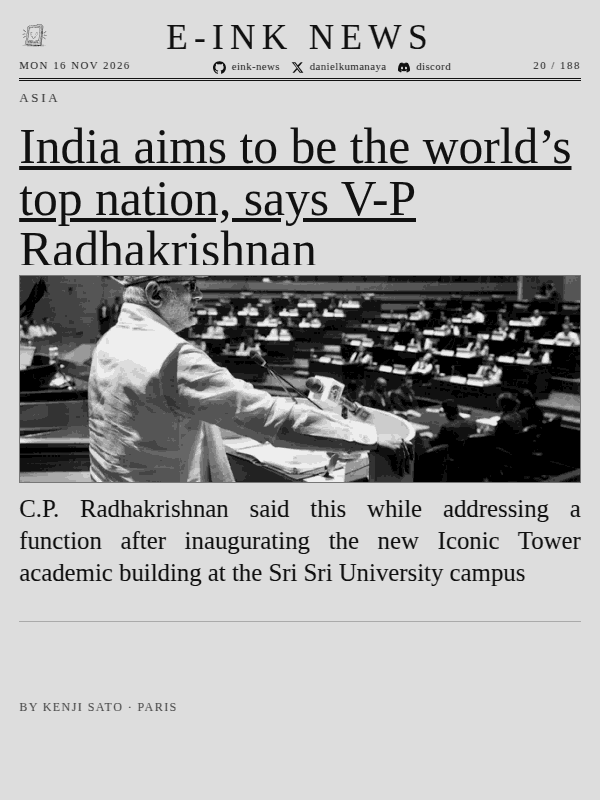 E-INK NEWS
MON 16 NOV 2026
eink-news danielkumanaya discord
20 / 188
ASIA
India aims to be the world’s
top nation, says V-P
Radhakrishnan
C.P. Radhakrishnan said this while addressing a
function after inaugurating the new Iconic Tower
academic building at the Sri Sri University campus
BY KENJI SATO · PARIS